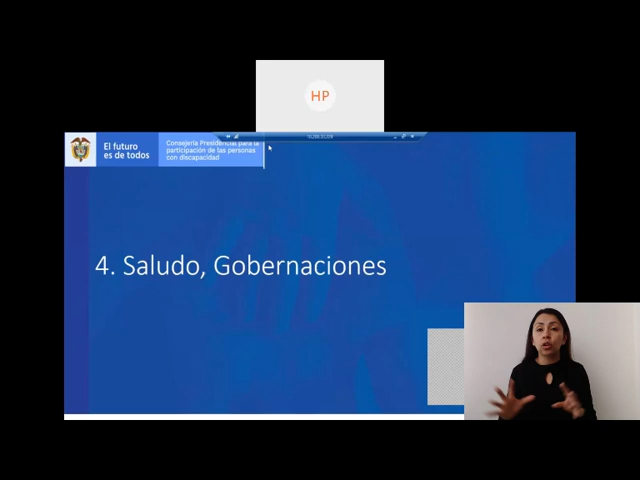 HP
El futuro
es de todos
Consejería Presidencial para la
participación de las personas
con discapacidad
4. Saludo, Gobernaciones